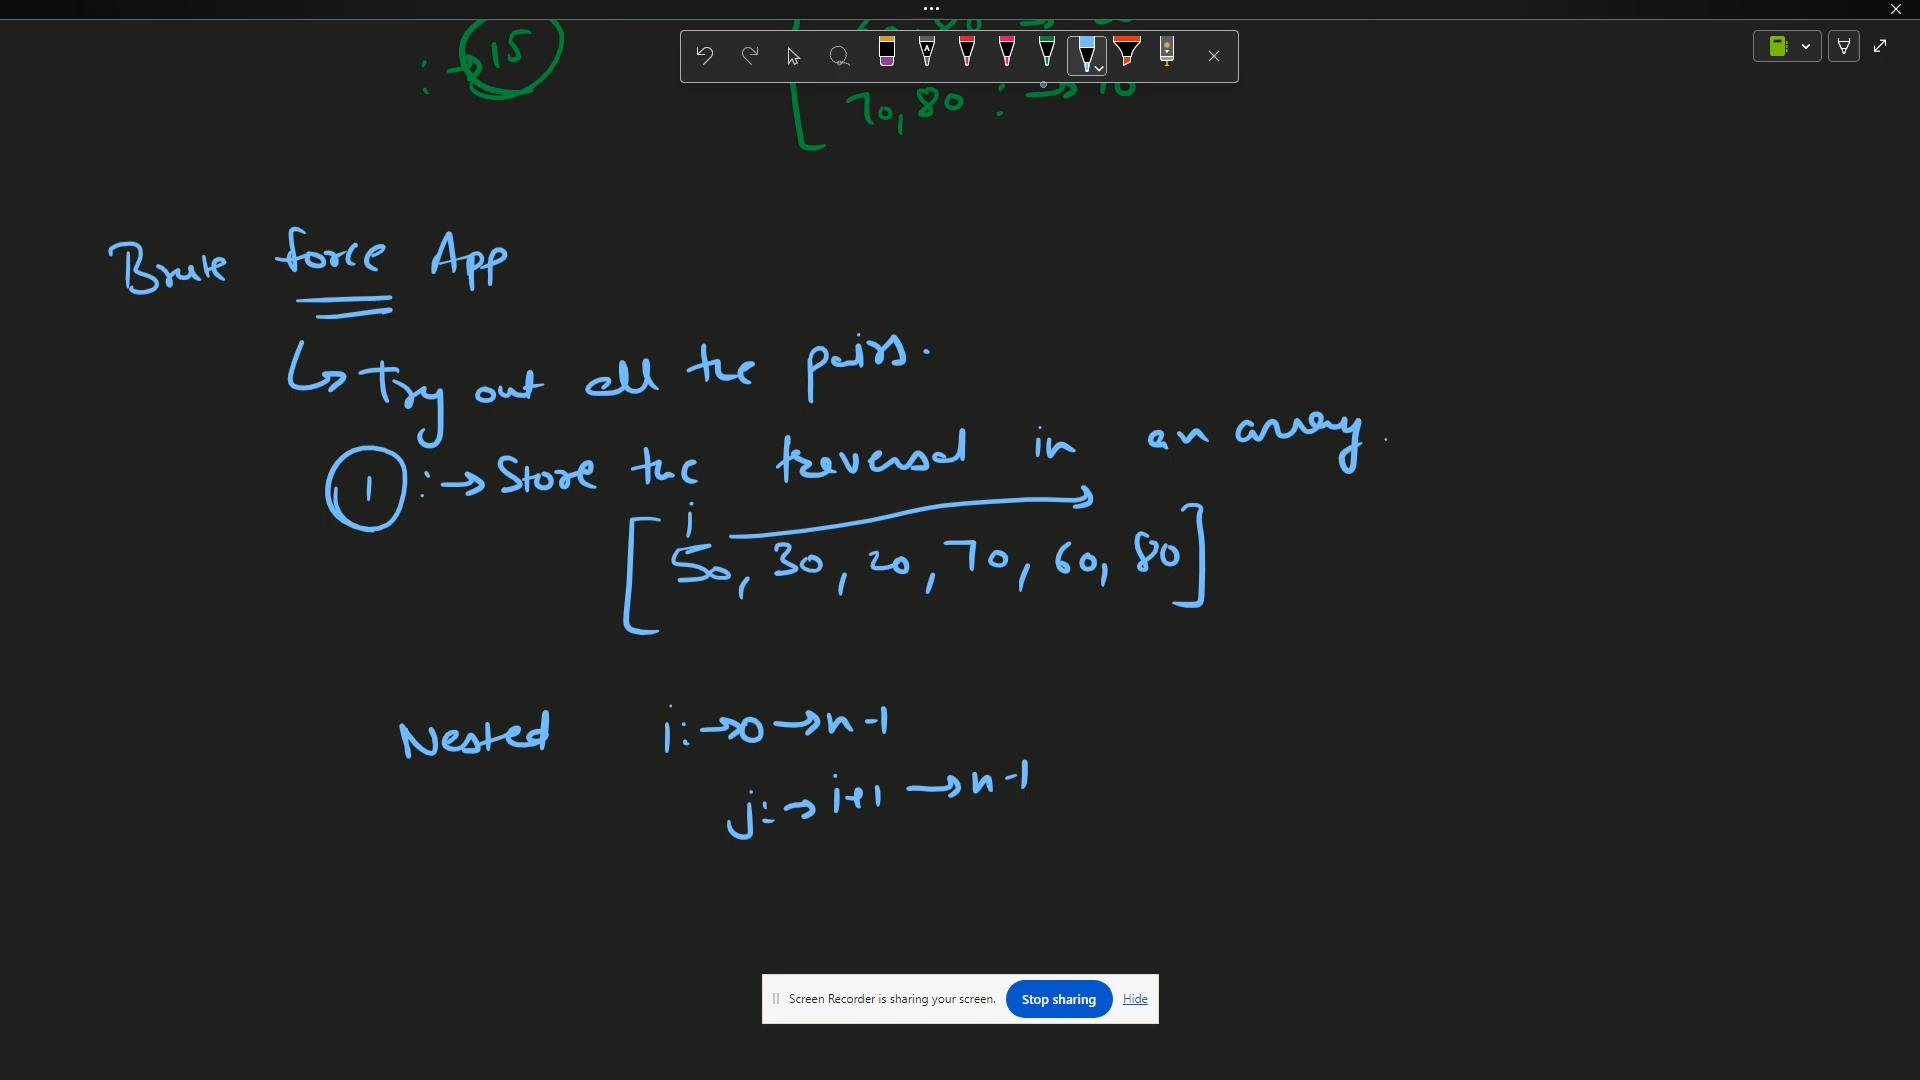 :→ 15
70,80 :→ 10
Brute force App
↳ Try out all the pairs.
① :→ Store the traversal in an array.
i
[50, 30, 20, 70, 60, 80]
Nested i :→ 0 → n-1
j :→ i+1 → n-1
Screen Recorder is sharing your screen. Stop sharing Hide